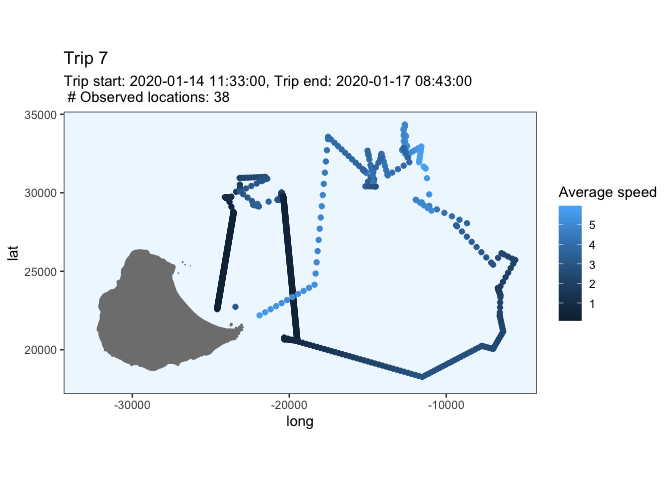 Trip 7
Trip start: 2020-01-14 11:33:00, Trip end: 2020-01-17 08:43:00
# Observed locations: 38
35000
30000
25000
20000
lat
-30000
-20000
-10000
long
Average speed
5
4
3
2
1